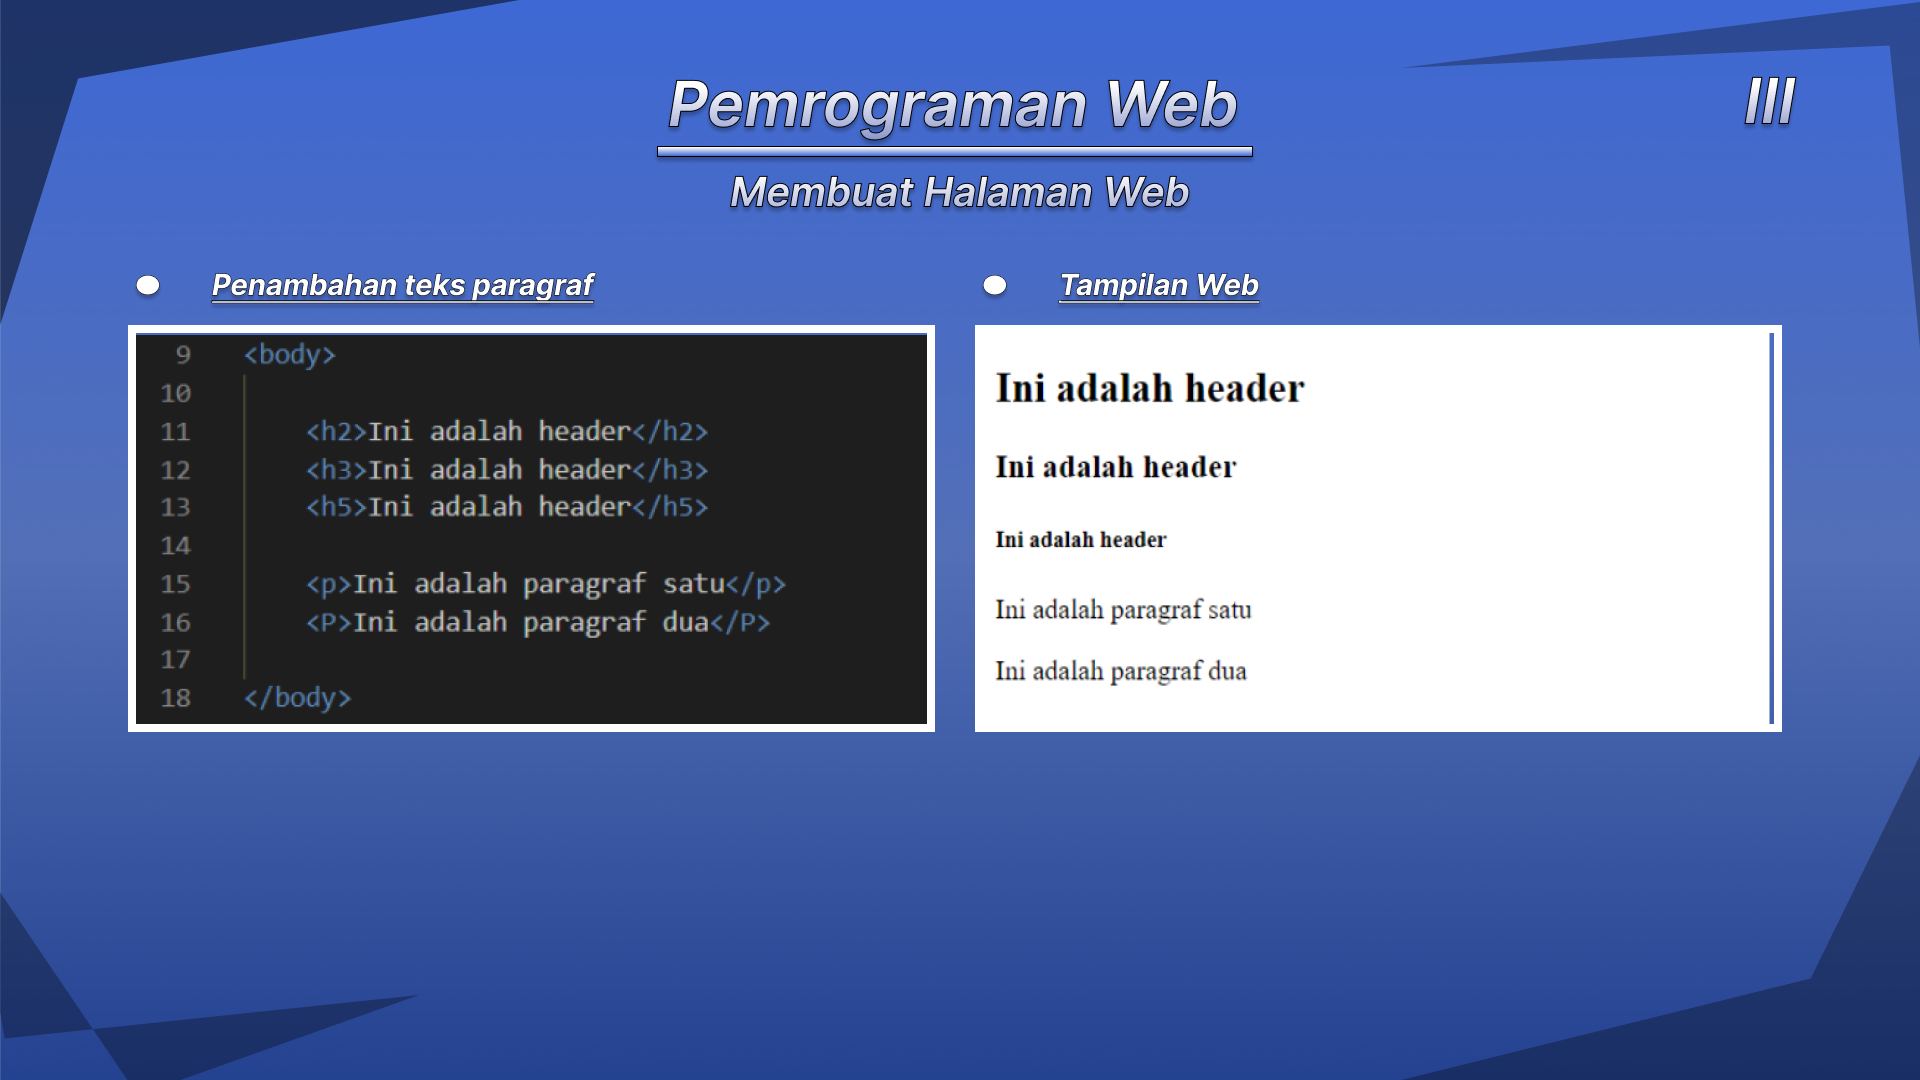 Pemrograman Web
III
Membuat Halaman Web
Penambahan teks paragraf
9 <body>
10
11 <h2>Ini adalah header</h2>
12 <h3>Ini adalah header</h3>
13 <h5>Ini adalah header</h5>
14
15 <p>Ini adalah paragraf satu</p>
16 <P>Ini adalah paragraf dua</P>
17
18 </body>
Tampilan Web
Ini adalah header
Ini adalah header
Ini adalah header
Ini adalah paragraf satu
Ini adalah paragraf dua